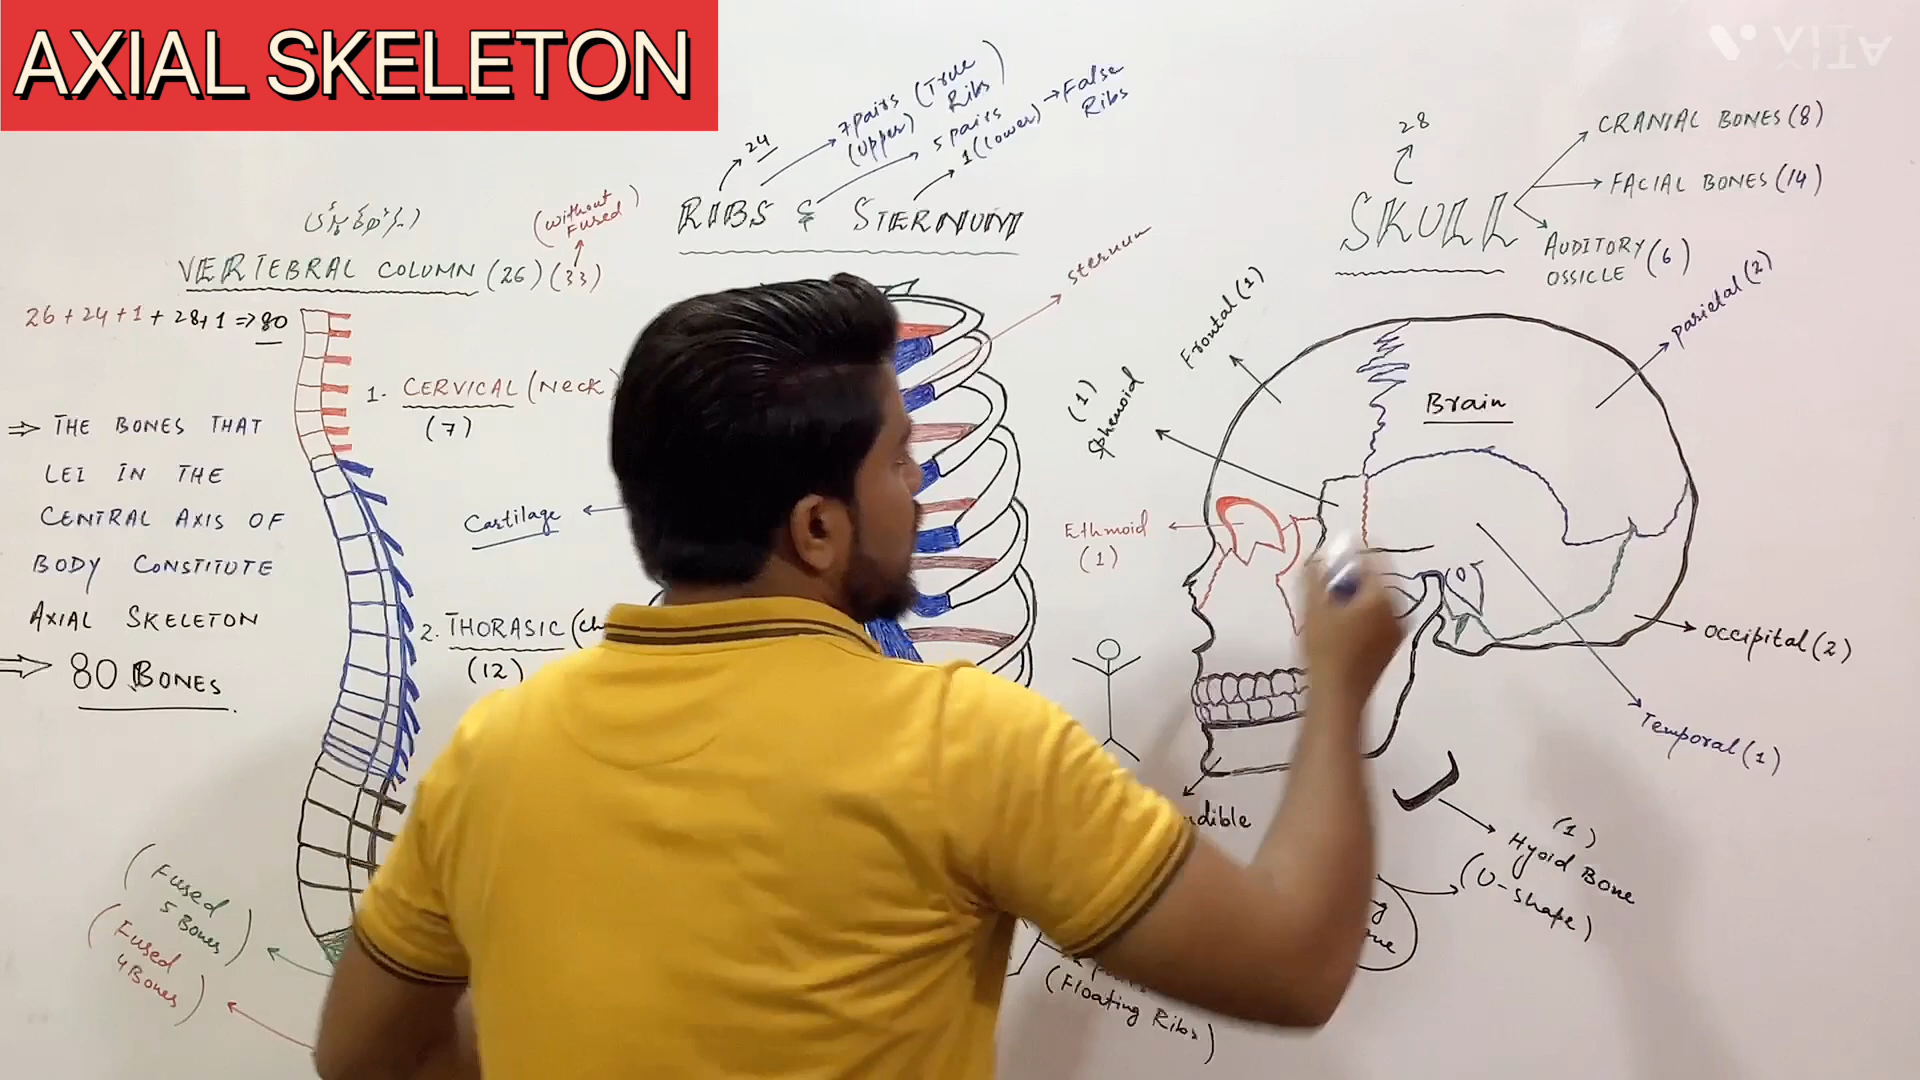 AXIAL SKELETON
VERTEBRAL COLUMN (26) (33)
(without
Fused)
26 + 24 + 1 + 28 + 1 => 80
⇒ THE BONES THAT
LEI IN THE
CENTRAL AXIS OF
BODY CONSTITUTE
AXIAL SKELETON
⇒ 80 BONES
1. CERVICAL (NECK)
(7)
Cartilage
2. THORASIC
(12)
(Fused
5 Bones)
(Fused
4 Bones)
RIBS & STERNUM
24
7 pairs (True
(Upper) Ribs)
5 pairs
1 (lower) → False
Ribs
sternum
(Floating Ribs)
SKULL
28
CRANIAL BONES (8)
FACIAL BONES (14)
AUDITORY (6)
OSSICLE
Parietal (2)
Frontal (1)
(1)
Sphenoid
Brain
Ethmoid
(1)
Occipital (2)
Temporal (1)
(1)
Hyoid Bone
(U-shape)